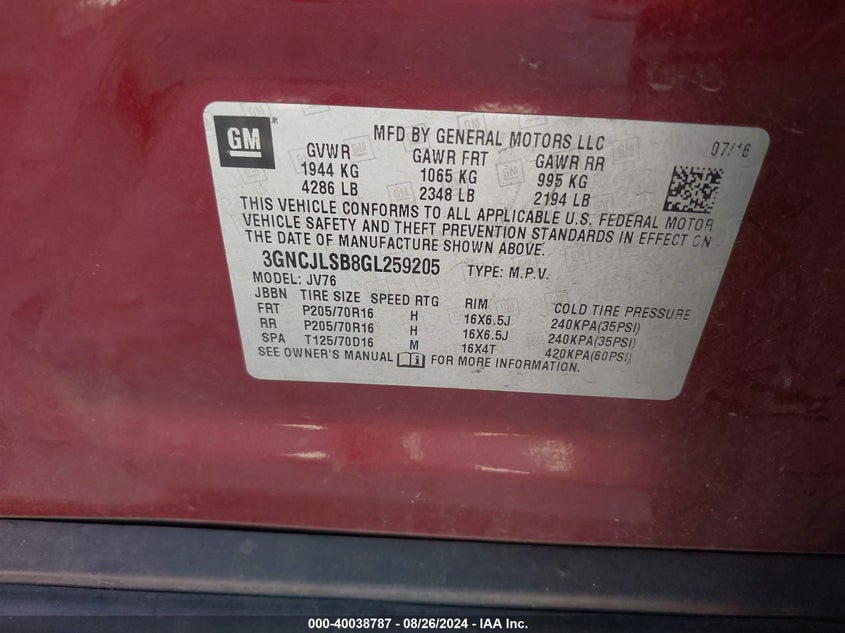 GM
MFD BY GENERAL MOTORS LLC
07/16
GVWR GAWR FRT GAWR RR
1944 KG 1065 KG 995 KG
4286 LB 2348 LB 2194 LB
THIS VEHICLE CONFORMS TO ALL APPLICABLE U.S. FEDERAL MOTOR
VEHICLE SAFETY AND THEFT PREVENTION STANDARDS IN EFFECT ON
THE DATE OF MANUFACTURE SHOWN ABOVE.
3GNCJLSB8GL259205 TYPE: M.P.V.
MODEL: JV76
JBBN TIRE SIZE SPEED RTG RIM COLD TIRE PRESSURE
FRT P205/70R16 H 16X6.5J 240KPA(35PSI)
RR P205/70R16 H 16X6.5J 240KPA(35PSI)
SPA T125/70D16 M 16X4T 420KPA(60PSI)
SEE OWNER'S MANUAL FOR MORE INFORMATION.
000-40038787 - 08/26/2024 - © IAA Inc.